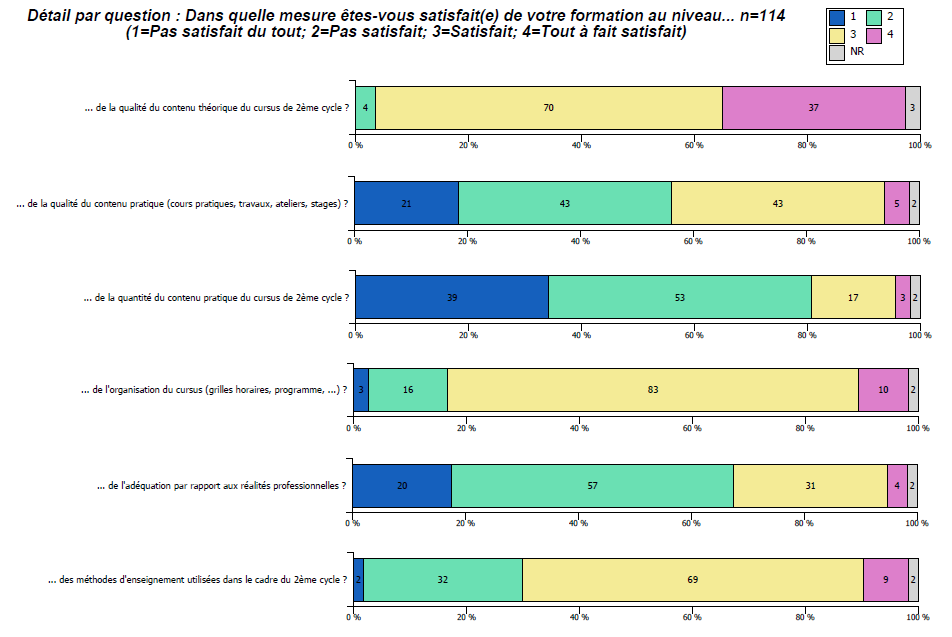 Détail par question : Dans quelle mesure êtes-vous satisfait(e) de votre formation au niveau... n=114
(1=Pas satisfait du tout; 2=Pas satisfait; 3=Satisfait; 4=Tout à fait satisfait)
1 2
3 4
NR
... de la qualité du contenu théorique du cursus de 2ème cycle ?
4 70 37 3
0 % 20 % 40 % 60 % 80 % 100 %
... de la qualité du contenu pratique (cours pratiques, travaux, ateliers, stages) ?
21 43 43 5 2
0 % 20 % 40 % 60 % 80 % 100 %
... de la quantité du contenu pratique du cursus de 2ème cycle ?
39 53 17 3 2
0 % 20 % 40 % 60 % 80 % 100 %
... de l'organisation du cursus (grilles horaires, programme, ...) ?
3 16 83 10 2
0 % 20 % 40 % 60 % 80 % 100 %
... de l'adéquation par rapport aux réalités professionnelles ?
20 57 31 4 2
0 % 20 % 40 % 60 % 80 % 100 %
... des méthodes d'enseignement utilisées dans le cadre du 2ème cycle ?
2 32 69 9 2
0 % 20 % 40 % 60 % 80 % 100 %